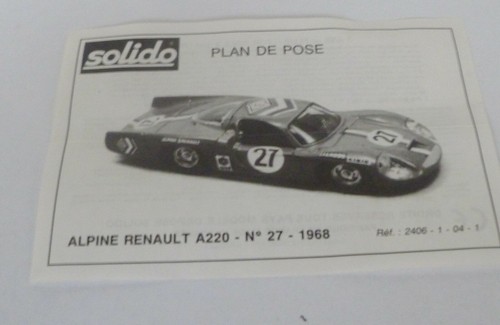 solido
PLAN DE POSE
27
27
ALPINE RENAULT A220 - N° 27 - 1968
Réf. : 2406 - 1 - 04 - 1